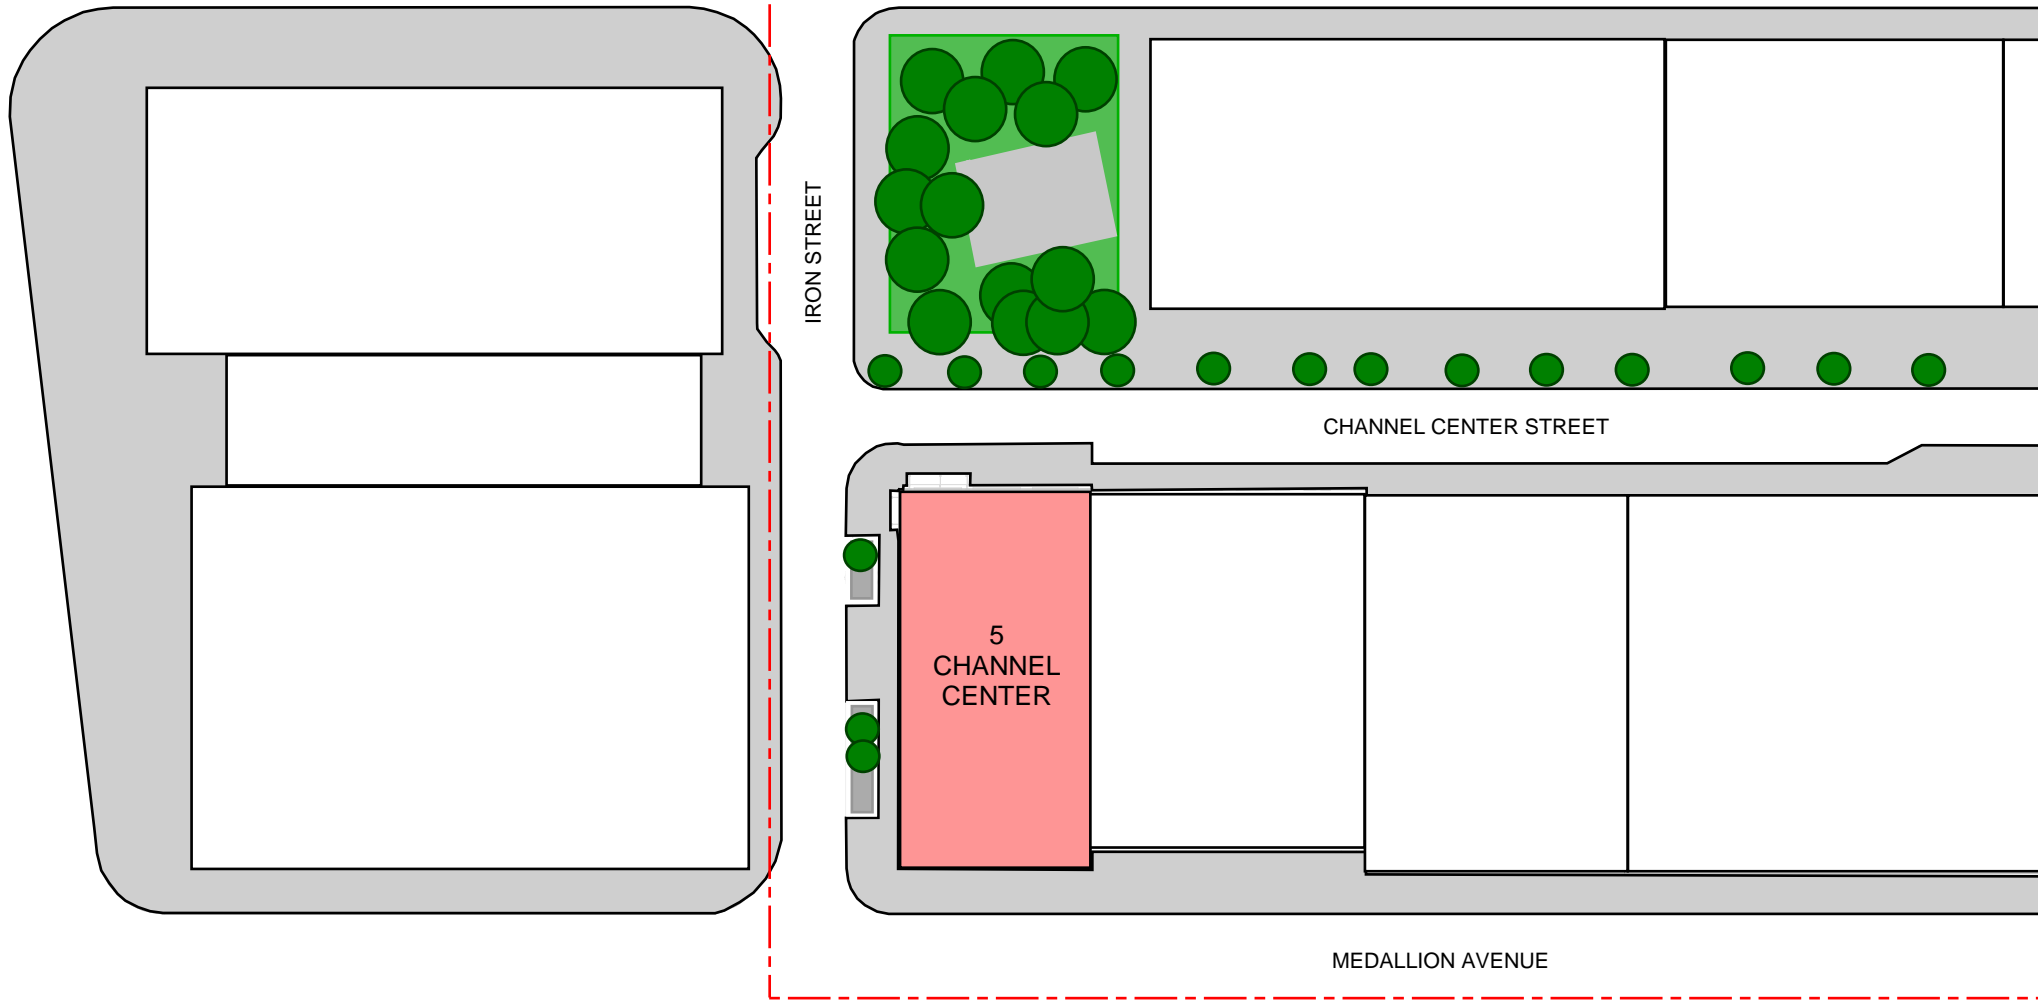 IRON STREET
CHANNEL CENTER STREET
5
CHANNEL
CENTER
MEDALLION AVENUE